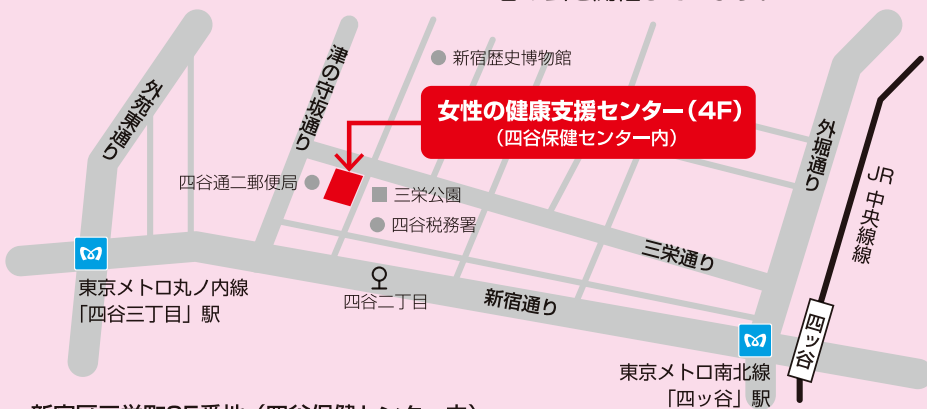 新宿歴史博物館
津の守坂通り
外苑東通り
女性の健康支援センター(4F)
(四谷保健センター内)
外堀通り
JR中央線線
四谷通二郵便局
三栄公園
四谷税務署
三栄通り
東京メトロ丸ノ内線
「四谷三丁目」駅
四谷二丁目
新宿通り
四ッ谷
東京メトロ南北線
「四ッ谷」駅